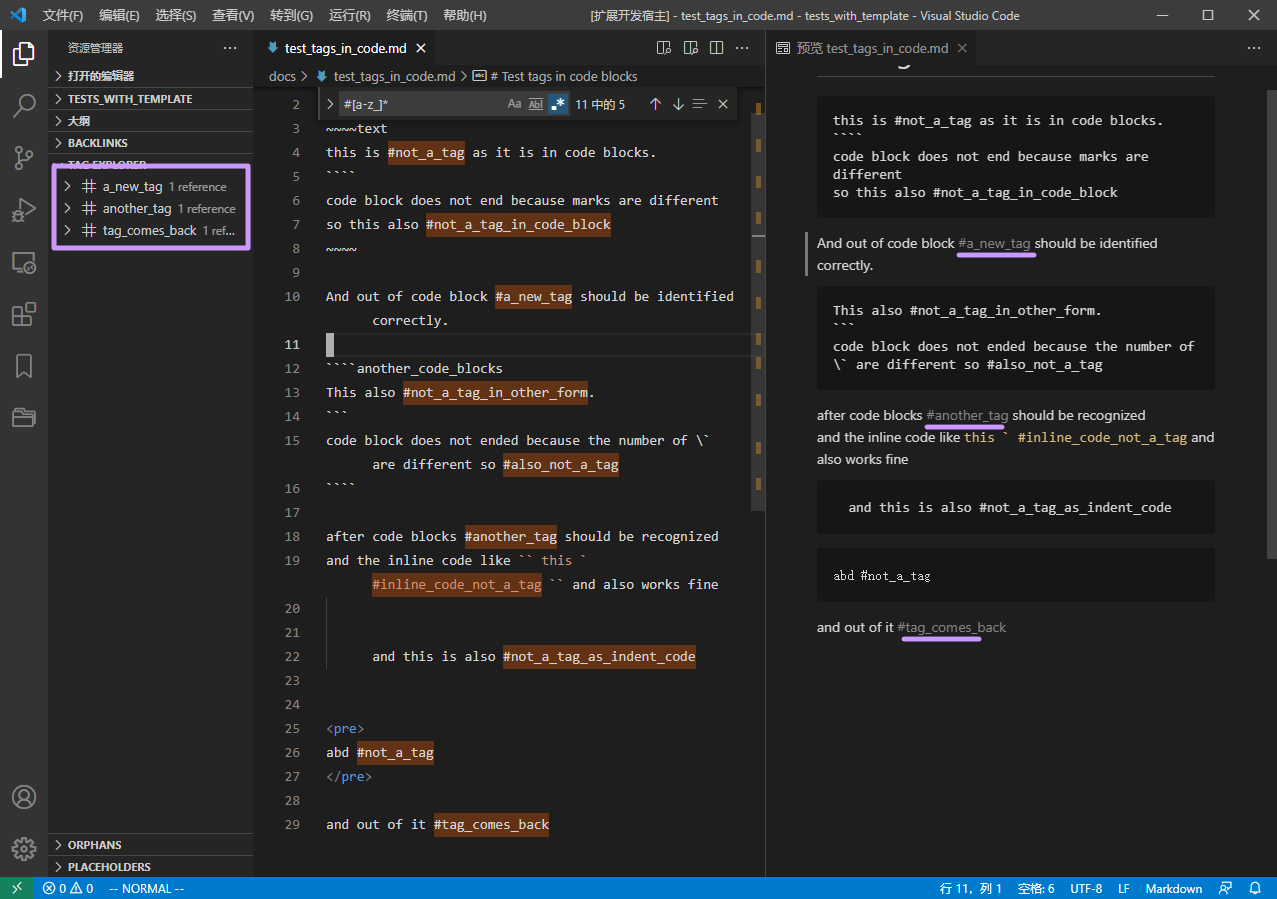 文件(F) 编辑(E) 选择(S) 查看(V) 转到(G) 运行(R) 终端(T) 帮助(H) [扩展开发宿主] - test_tags_in_code.md - tests_with_template - Visual Studio Code
资源管理器 ···
打开的编辑器
TESTS_WITH_TEMPLATE
大纲
BACKLINKS
TAG EXPLORER
a_new_tag 1 reference
another_tag 1 reference
tag_comes_back 1 ref...
ORPHANS
PLACEHOLDERS
test_tags_in_code.md
docs > test_tags_in_code.md > # Test tags in code blocks
#[a-z_]* Aa Abl .* 11 中的 5
2
3 ~~~~text
4 this is #not_a_tag as it is in code blocks.
5 ````
6 code block does not end because marks are different
7 so this also #not_a_tag_in_code_block
8 ~~~~
9
10 And out of code block #a_new_tag should be identified
correctly.
11
12 ````another_code_blocks
13 This also #not_a_tag_in_other_form.
14 ```
15 code block does not ended because the number of \`
are different so #also_not_a_tag
16 ````
17
18 after code blocks #another_tag should be recognized
19 and the inline code like `` this `
#inline_code_not_a_tag `` and also works fine
20
21
22 and this is also #not_a_tag_as_indent_code
23
24
25 <pre>
26 abd #not_a_tag
27 </pre>
28
29 and out of it #tag_comes_back
预览 test_tags_in_code.md
this is #not_a_tag as it is in code blocks.
````
code block does not end because marks are
different
so this also #not_a_tag_in_code_block
And out of code block #a_new_tag should be identified
correctly.
This also #not_a_tag_in_other_form.
```
code block does not ended because the number of
\` are different so #also_not_a_tag
after code blocks #another_tag should be recognized
and the inline code like this ` #inline_code_not_a_tag and
also works fine
and this is also #not_a_tag_as_indent_code
abd #not_a_tag
and out of it #tag_comes_back
0 0 -- NORMAL -- 行 11, 列 1 空格: 6 UTF-8 LF Markdown